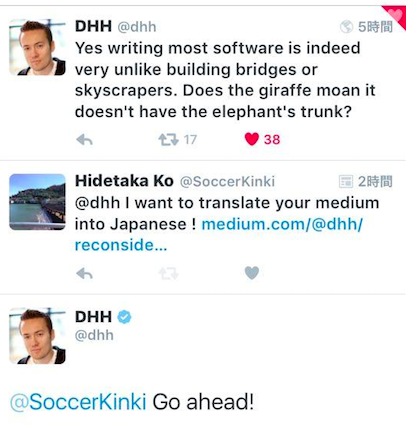 DHH @dhh 5時間
Yes writing most software is indeed
very unlike building bridges or
skyscrapers. Does the giraffe moan it
doesn't have the elephant's trunk?
17 38
Hidetaka Ko @SoccerKinki 2時間
@dhh I want to translate your medium
into Japanese ! medium.com/@dhh/
reconside...
DHH
@dhh
@SoccerKinki Go ahead!